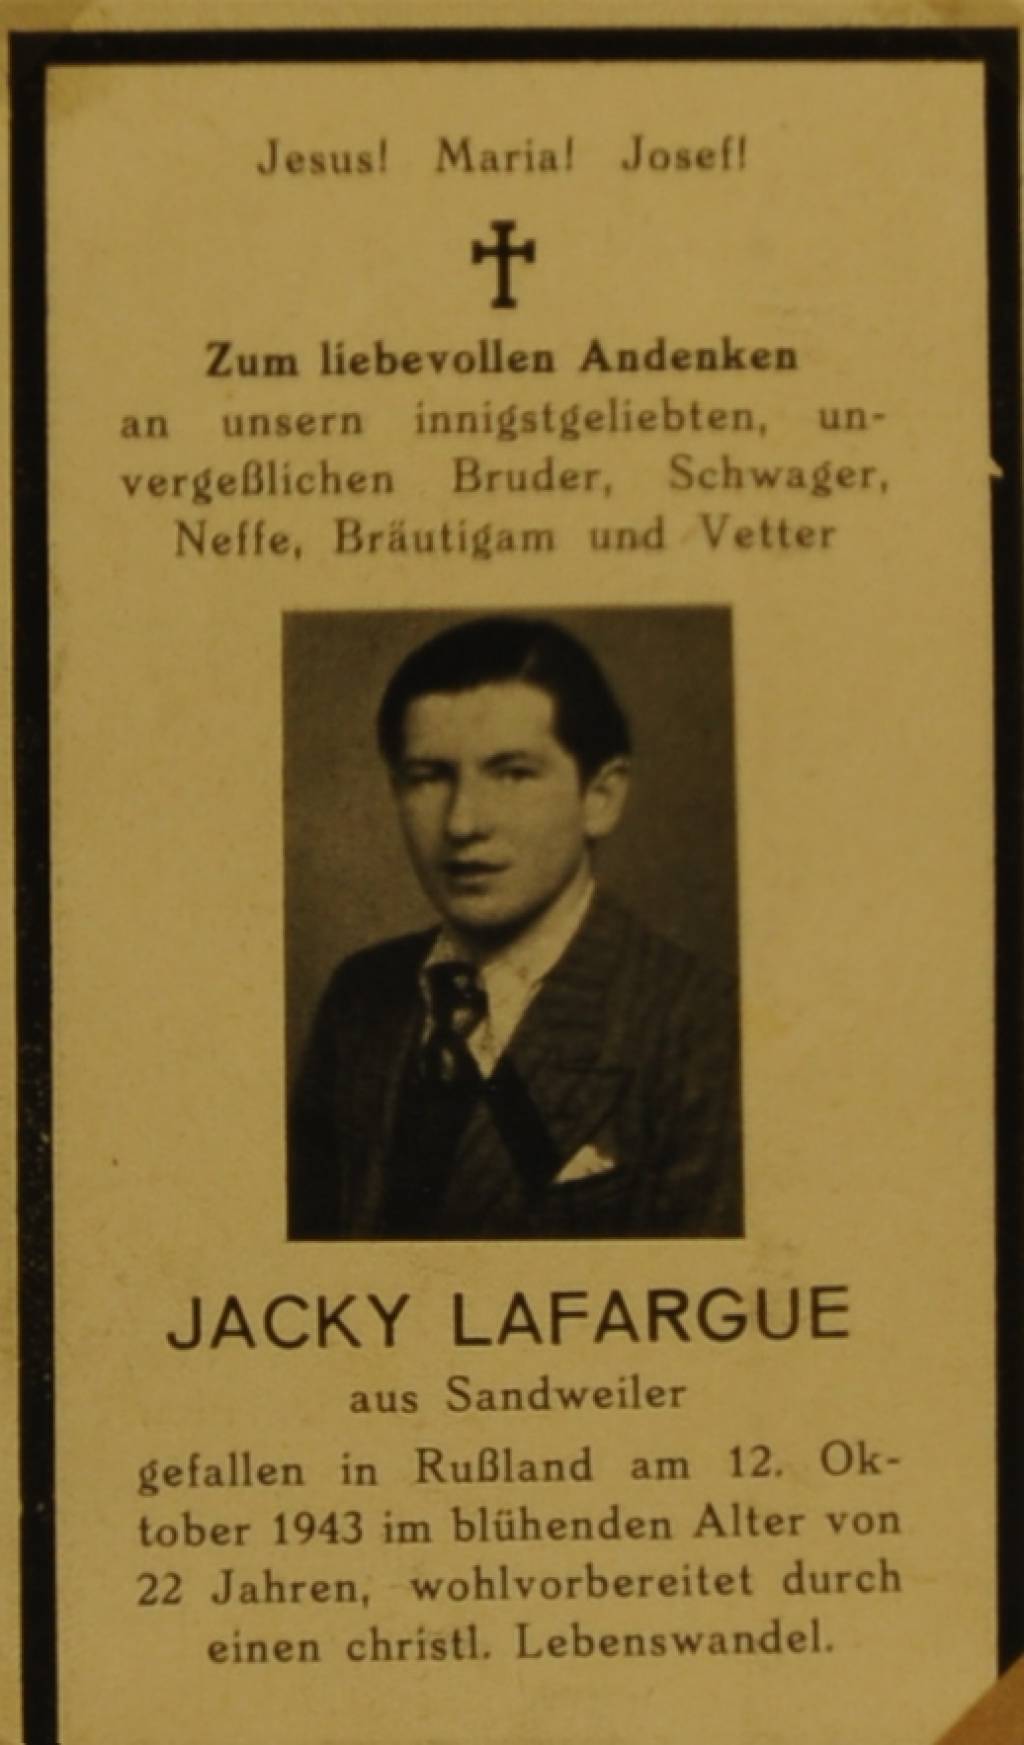 Jesus! Maria! Josef!
Zum liebevollen Andenken
an unsern innigstgeliebten, un-
vergeßlichen Bruder, Schwager,
Neffe, Bräutigam und Vetter
JACKY LAFARGUE
aus Sandweiler
gefallen in Rußland am 12. Ok-
tober 1943 im blühenden Alter von
22 Jahren, wohlvorbereitet durch
einen christl. Lebenswandel.